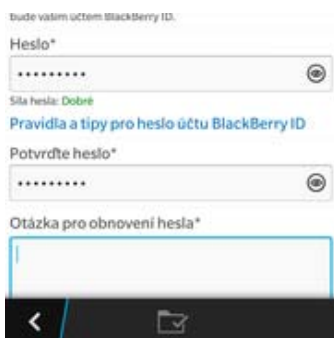 bude vaším účtem BlackBerry ID.
Heslo*
•••••••••
Síla hesla: Dobré
Pravidla a tipy pro heslo účtu BlackBerry ID
Potvrďte heslo*
•••••••••
Otázka pro obnovení hesla*